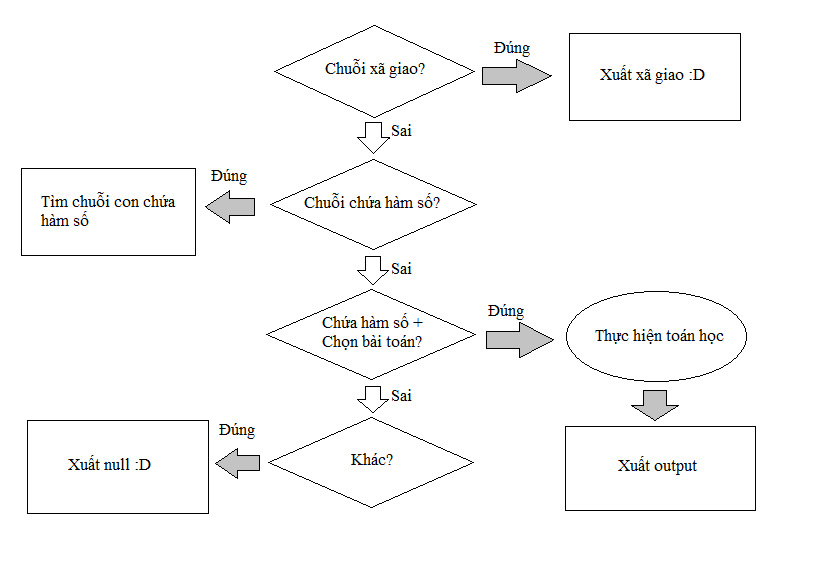 Chuỗi xã giao?
Đúng
Xuất xã giao :D
Sai
Chuỗi chứa hàm số?
Đúng
Tìm chuỗi con chứa
hàm số
Sai
Chứa hàm số +
Chọn bài toán?
Đúng
Thực hiện toán học
Xuất output
Sai
Khác?
Đúng
Xuất null :D